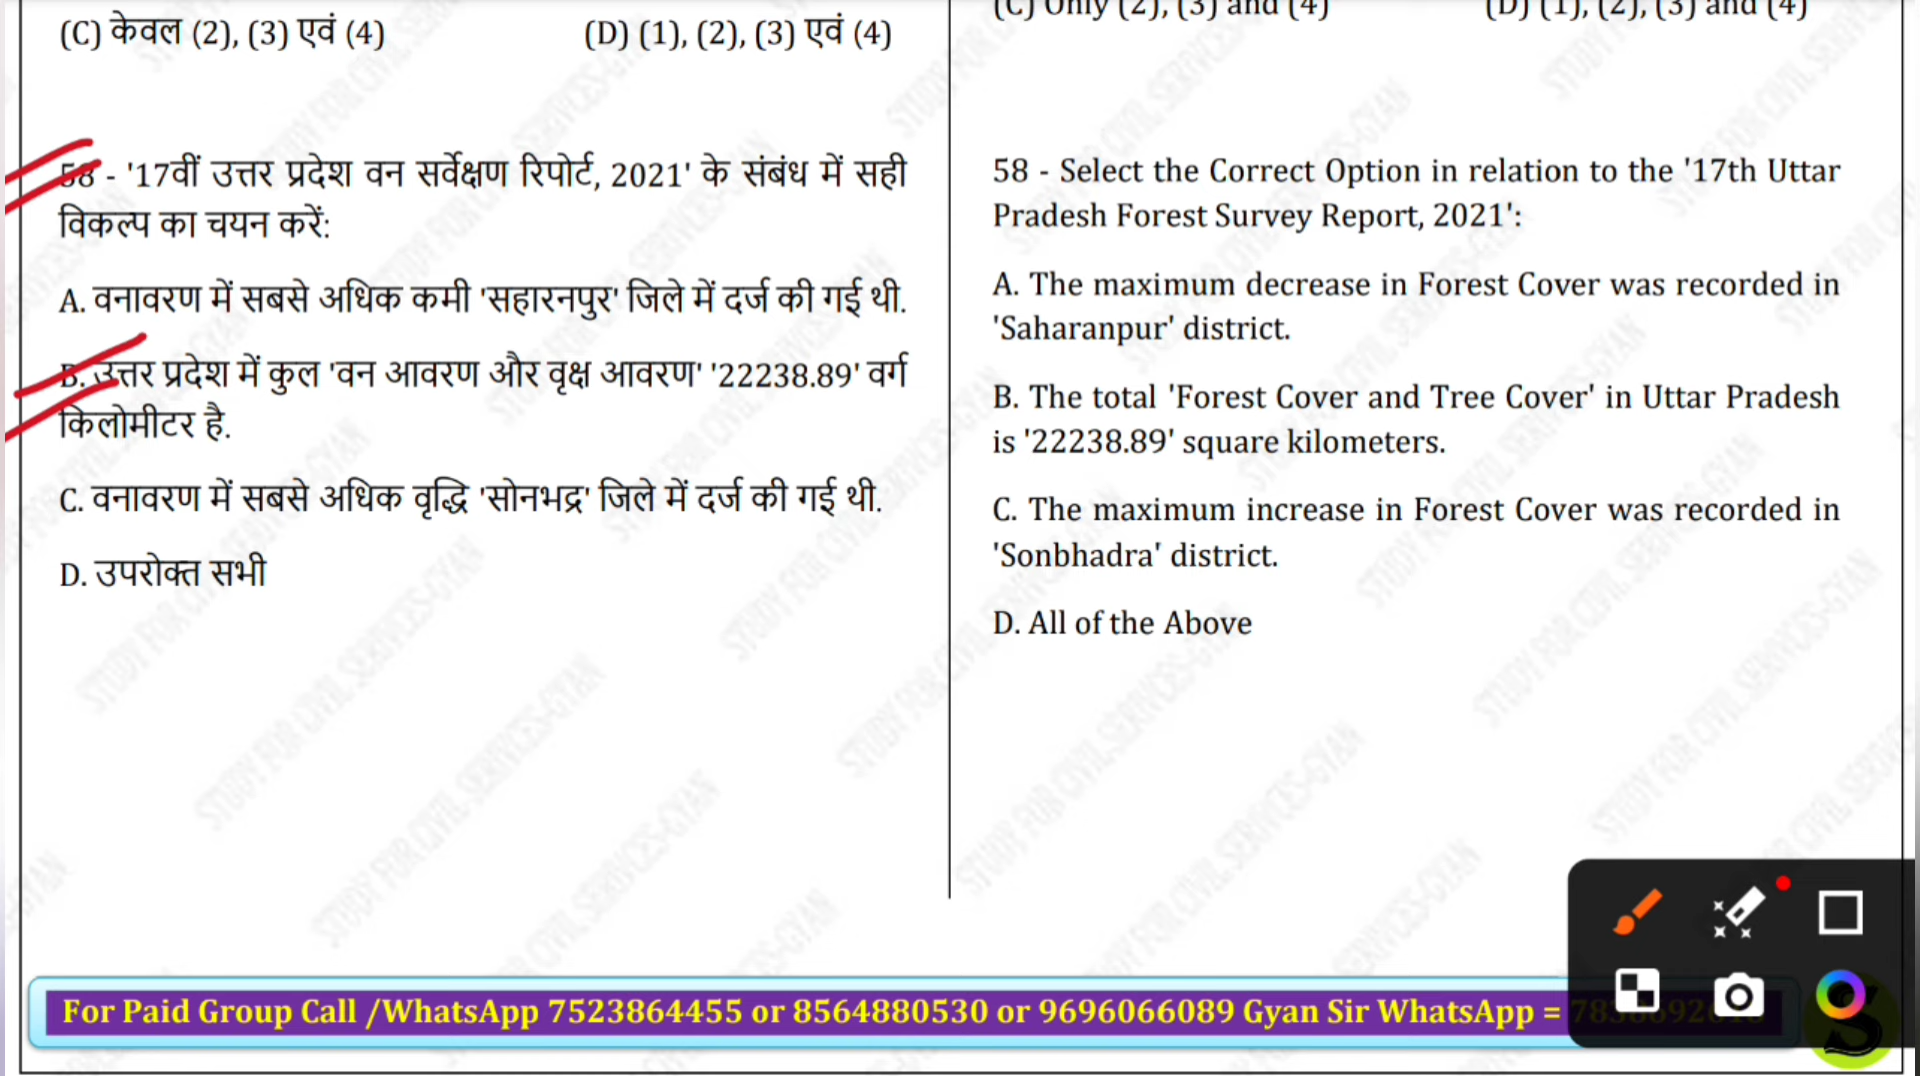 (C) केवल (2), (3) एवं (4) (D) (1), (2), (3) एवं (4)
58 - '17वीं उत्तर प्रदेश वन सर्वेक्षण रिपोर्ट, 2021' के संबंध में सही
विकल्प का चयन करें:
A. वनावरण में सबसे अधिक कमी 'सहारनपुर' जिले में दर्ज की गई थी.
B. उत्तर प्रदेश में कुल 'वन आवरण और वृक्ष आवरण' '22238.89' वर्ग
किलोमीटर है.
C. वनावरण में सबसे अधिक वृद्धि 'सोनभद्र' जिले में दर्ज की गई थी.
D. उपरोक्त सभी
(C) Only (2), (3) and (4) (D) (1), (2), (3) and (4)
58 - Select the Correct Option in relation to the '17th Uttar
Pradesh Forest Survey Report, 2021':
A. The maximum decrease in Forest Cover was recorded in
'Saharanpur' district.
B. The total 'Forest Cover and Tree Cover' in Uttar Pradesh
is '22238.89' square kilometers.
C. The maximum increase in Forest Cover was recorded in
'Sonbhadra' district.
D. All of the Above
For Paid Group Call /WhatsApp 7523864455 or 8564880530 or 9696066089 Gyan Sir WhatsApp =
STUDY FOR CIVIL SERIVCES-GYAN